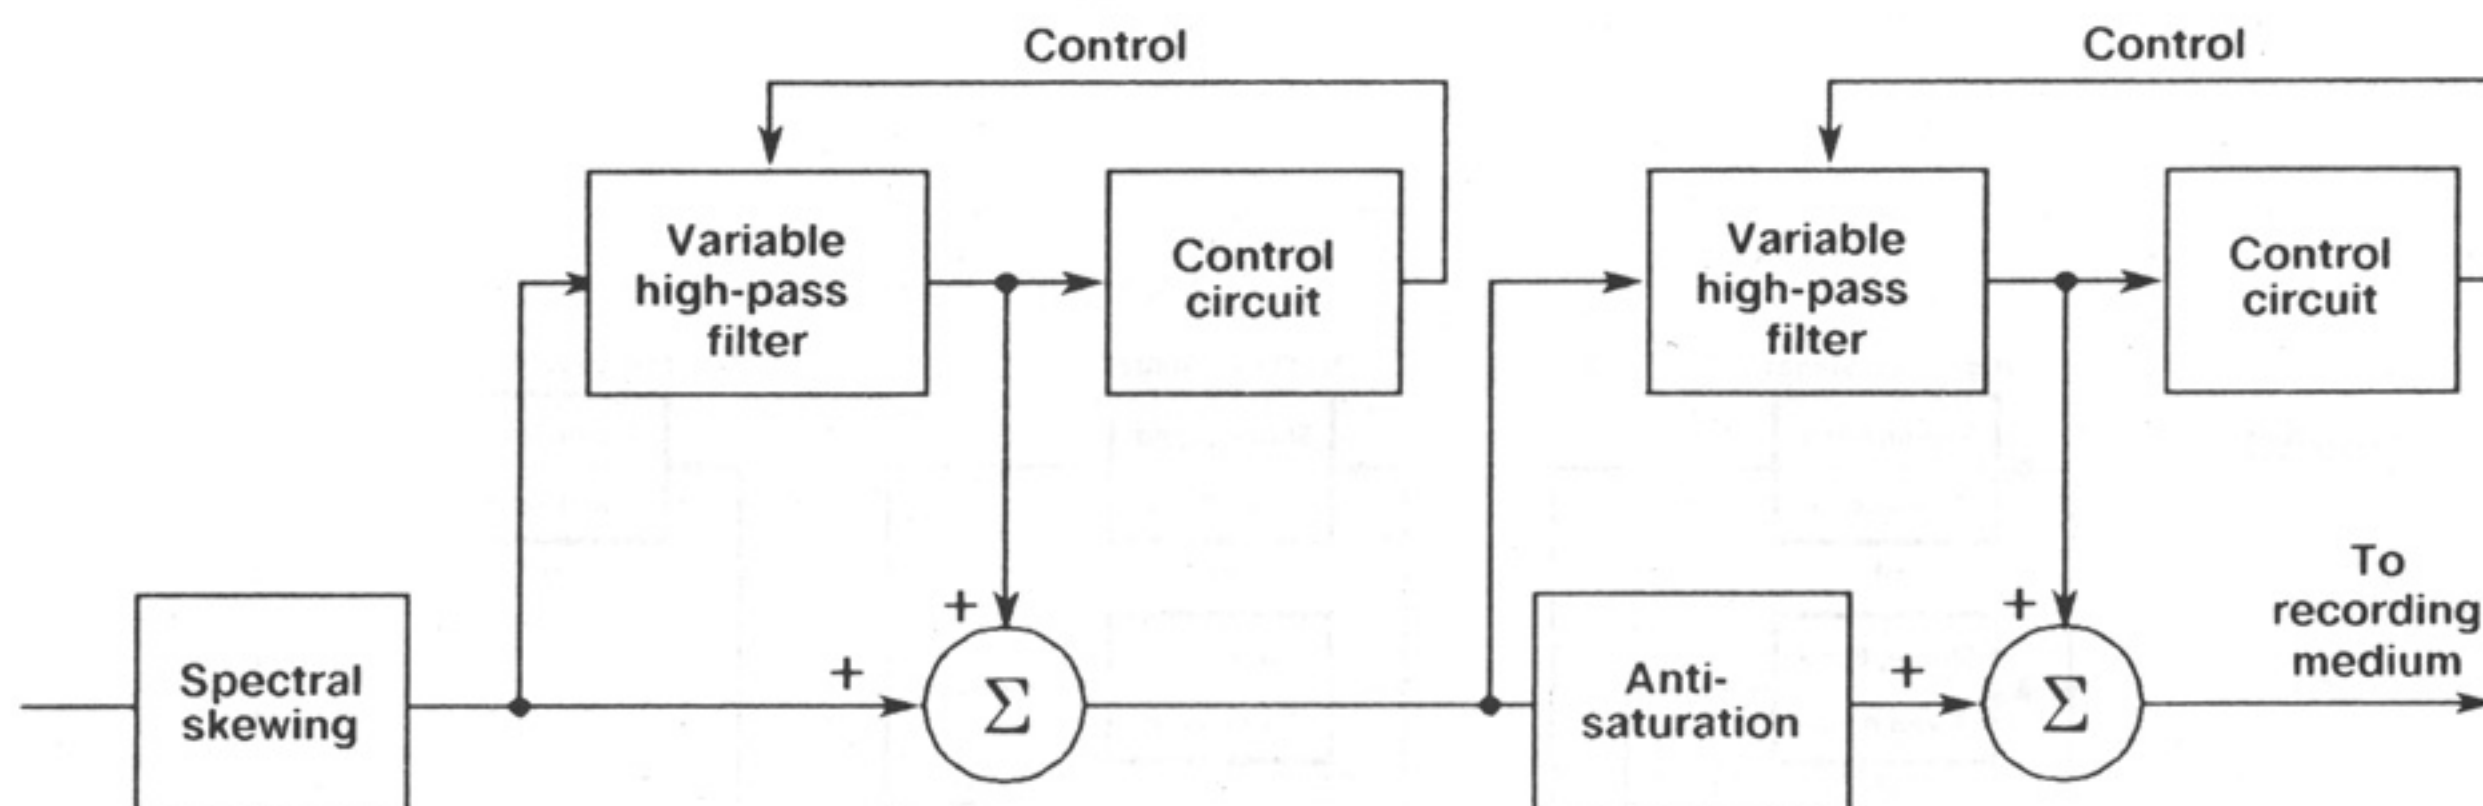 Control
Control
Variable
high-pass
filter
Control
circuit
Variable
high-pass
filter
Control
circuit
Spectral
skewing
+
+
Σ
Anti-
saturation
+
+
Σ
To
recording
medium